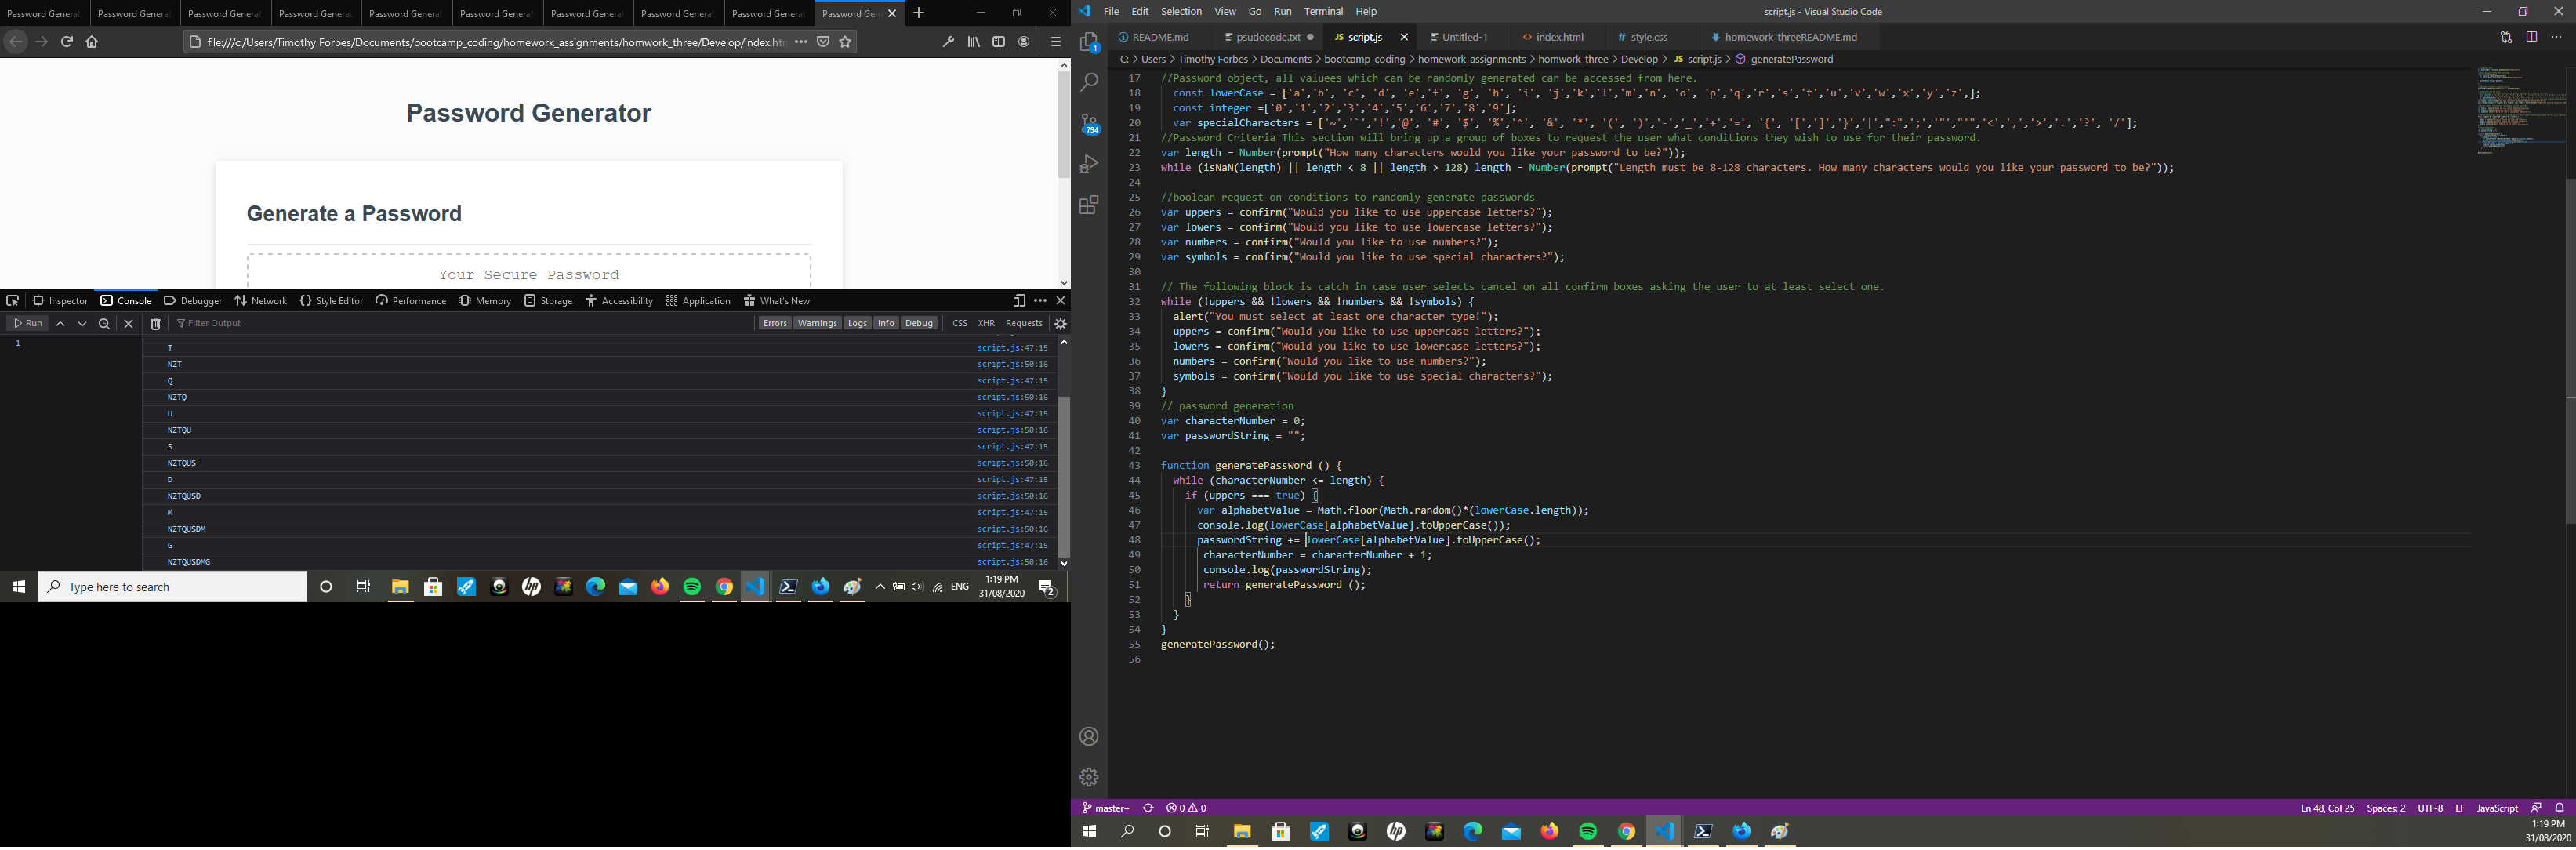 Password Generat
Password Generat
Password Generat
Password Generat
Password Generat
Password Generat
Password Generat
Password Generat
Password Generat
Password Gen
file:///c:/Users/Timothy Forbes/Documents/bootcamp_coding/homework_assignments/homwork_three/Develop/index.htm
Password Generator
Generate a Password
Your Secure Password
Inspector Console Debugger Network Style Editor Performance Memory Storage Accessibility Application What's New
Run Filter Output Errors Warnings Logs Info Debug CSS XHR Requests
1
T script.js:47:15
NZT script.js:50:16
Q script.js:47:15
NZTQ script.js:50:16
U script.js:47:15
NZTQU script.js:50:16
S script.js:47:15
NZTQUS script.js:50:16
D script.js:47:15
NZTQUSD script.js:50:16
M script.js:47:15
NZTQUSDM script.js:50:16
G script.js:47:15
NZTQUSDMG script.js:50:16
Type here to search
ENG
1:19 PM
31/08/2020
2
File Edit Selection View Go Run Terminal Help
script.js - Visual Studio Code
README.md psudocode.txt JS script.js Untitled-1 index.html # style.css homework_threeREADME.md
C: > Users > Timothy Forbes > Documents > bootcamp_coding > homework_assignments > homwork_three > Develop > JS script.js > generatePassword
1
794
17 //Password object, all valuees which can be randomly generated can be accessed from here.
18 const lowerCase = ['a','b', 'c', 'd', 'e','f', 'g', 'h', 'i', 'j','k','l','m','n', 'o', 'p','q','r','s','t','u','v','w','x','y','z',];
19 const integer =['0','1','2','3','4','5','6','7','8','9'];
20 var specialCharacters = ['~','`','!','@', '#', '$', '%','^', '&', '*', '(', ')','-','_','+','=', '{', '[',']','}','|',":",';','"',"'",'<',',','>','.','?', '/'];
21 //Password Criteria This section will bring up a group of boxes to request the user what conditions they wish to use for their password.
22 var length = Number(prompt("How many characters would you like your password to be?"));
23 while (isNaN(length) || length < 8 || length > 128) length = Number(prompt("Length must be 8-128 characters. How many characters would you like your password to be?"));
24
25 //boolean request on conditions to randomly generate passwords
26 var uppers = confirm("Would you like to use uppercase letters?");
27 var lowers = confirm("Would you like to use lowercase letters?");
28 var numbers = confirm("Would you like to use numbers?");
29 var symbols = confirm("Would you like to use special characters?");
30
31 // The following block is catch in case user selects cancel on all confirm boxes asking the user to at least select one.
32 while (!uppers && !lowers && !numbers && !symbols) {
33 alert("You must select at least one character type!");
34 uppers = confirm("Would you like to use uppercase letters?");
35 lowers = confirm("Would you like to use lowercase letters?");
36 numbers = confirm("Would you like to use numbers?");
37 symbols = confirm("Would you like to use special characters?");
38 }
39 // password generation
40 var characterNumber = 0;
41 var passwordString = "";
42
43 function generatePassword () {
44 while (characterNumber <= length) {
45 if (uppers === true) {
46 var alphabetValue = Math.floor(Math.random()*(lowerCase.length));
47 console.log(lowerCase[alphabetValue].toUpperCase());
48 passwordString += lowerCase[alphabetValue].toUpperCase();
49 characterNumber = characterNumber + 1;
50 console.log(passwordString);
51 return generatePassword ();
52 }
53 }
54 }
55 generatePassword();
56
master+ 0 0
Ln 48, Col 25 Spaces: 2 UTF-8 LF JavaScript
1:19 PM
31/08/2020